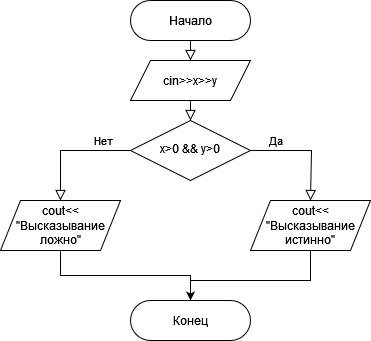 Начало
cin>>x>>y
x>0 && y>0
Нет
Да
cout<<
"Высказывание
ложно"
cout<<
"Высказывание
истинно"
Конец